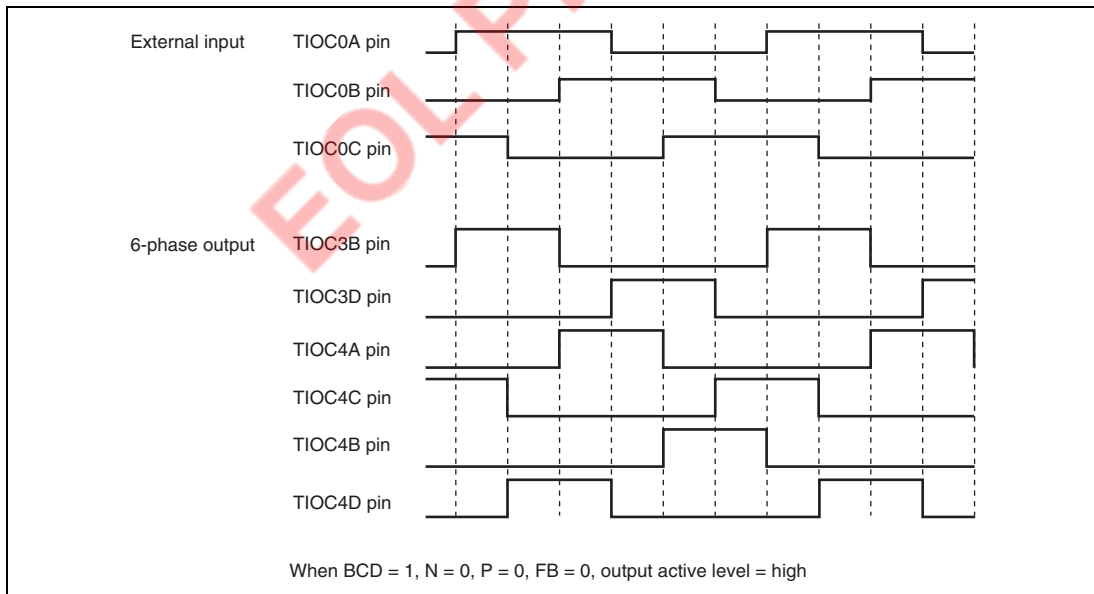 EOL P
External input TIOC0A pin
TIOC0B pin
TIOC0C pin
6-phase output TIOC3B pin
TIOC3D pin
TIOC4A pin
TIOC4C pin
TIOC4B pin
TIOC4D pin
When BCD = 1, N = 0, P = 0, FB = 0, output active level = high